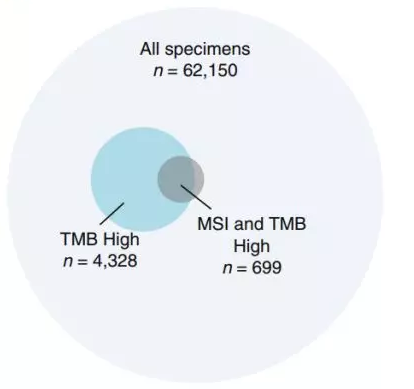 All specimens
n = 62,150
TMB High
n = 4,328
MSI and TMB
High
n = 699